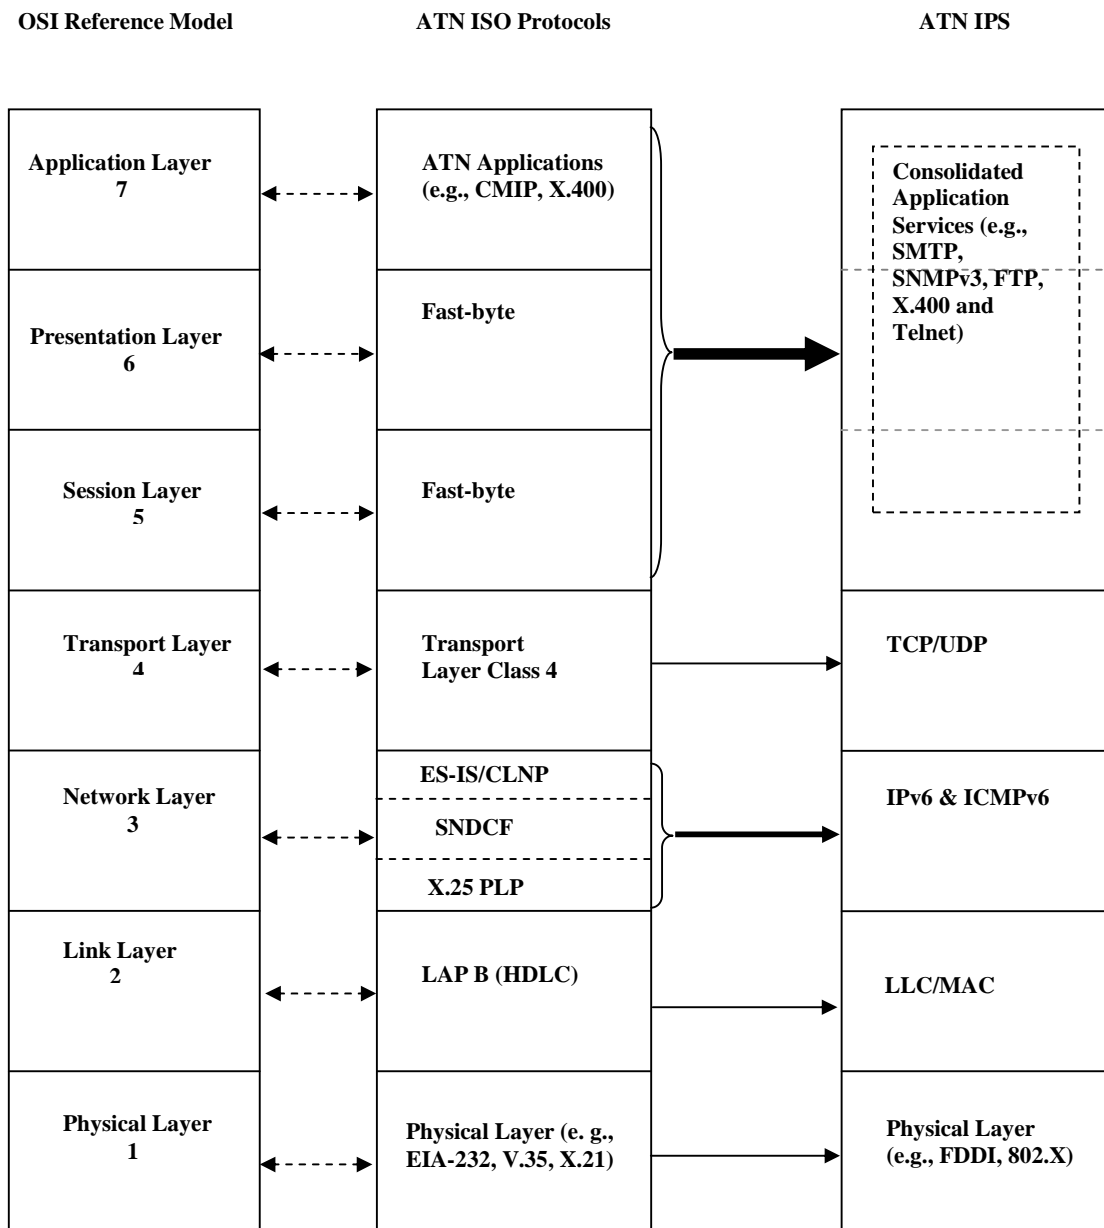 OSI Reference Model
ATN ISO Protocols
ATN IPS
Application Layer
7
ATN Applications
(e.g., CMIP, X.400)
Consolidated
Application
Services (e.g.,
SMTP,
SNMPv3, FTP,
X.400 and
Telnet)
Presentation Layer
6
Fast-byte
Session Layer
5
Fast-byte
Transport Layer
4
Transport
Layer Class 4
TCP/UDP
Network Layer
3
ES-IS/CLNP
SNDCF
X.25 PLP
IPv6 & ICMPv6
Link Layer
2
LAP B (HDLC)
LLC/MAC
Physical Layer
1
Physical Layer (e. g.,
EIA-232, V.35, X.21)
Physical Layer
(e.g., FDDI, 802.X)